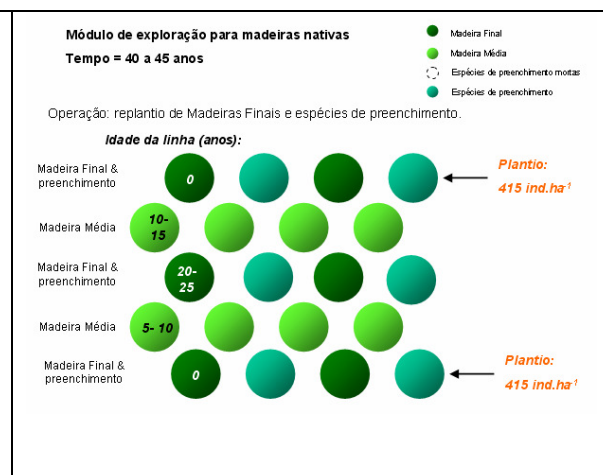 Módulo de exploração para madeiras nativas
Tempo = 40 a 45 anos
Madeira Final
Madeira Média
Espécies de preenchimento mortas
Espécies de preenchimento
Operação: replantio de Madeiras Finais e espécies de preenchimento.
Idade da linha (anos):
Madeira Final &
preenchimento
0
Plantio:
415 ind.ha-1
Madeira Média
10-
15
Madeira Final &
preenchimento
20-
25
Madeira Média
5- 10
Madeira Final &
preenchimento
0
Plantio:
415 ind.ha-1